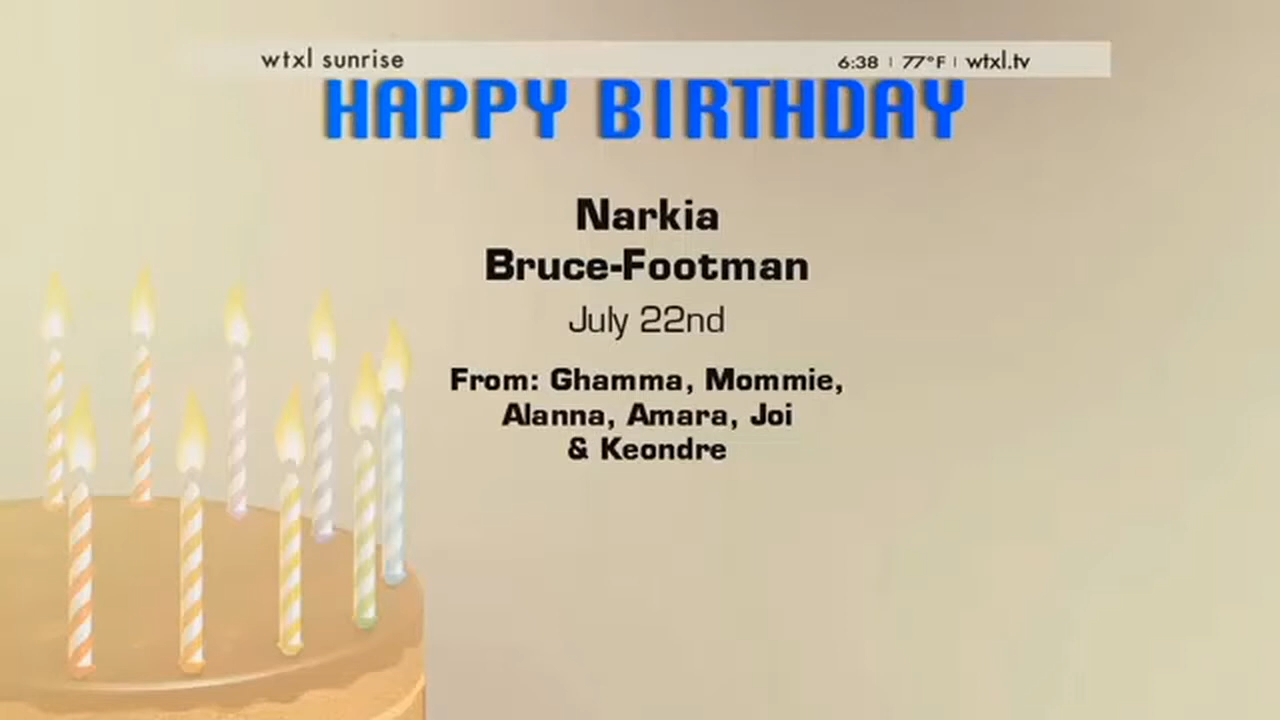 wtxl sunrise 6:38 | 77°F | wtxl.tv
HAPPY BIRTHDAY
Narkia
Bruce-Footman
July 22nd
From: Ghamma, Mommie,
Alanna, Amara, Joi
& Keondre